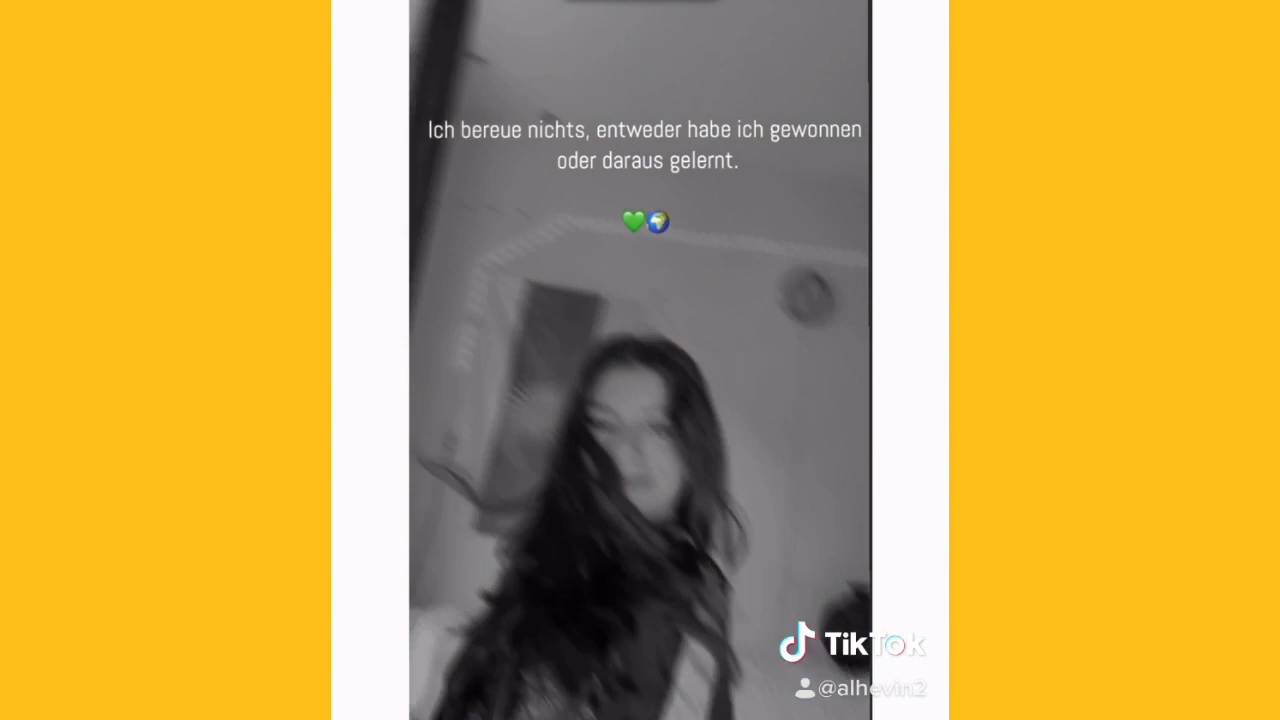 Ich bereue nichts, entweder habe ich gewonnen
oder daraus gelernt.
💚🌍
TikTok
@alhevin2